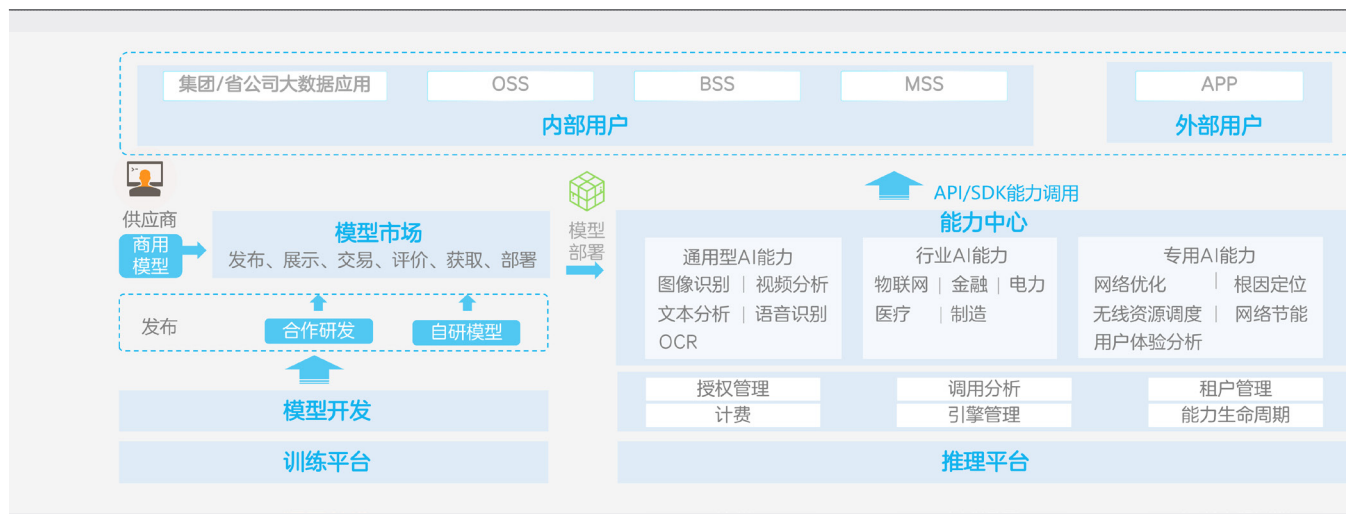 集团/省公司大数据应用
OSS
BSS
MSS
APP
内部用户
外部用户
供应商
商用
模型
模型市场
发布、展示、交易、评价、获取、部署
发布
合作研发
自研模型
模型开发
训练平台
模型
部署
API/SDK能力调用
能力中心
通用型AI能力
图像识别 | 视频分析
文本分析 | 语音识别
OCR
行业AI能力
物联网 | 金融 | 电力
医疗 | 制造
专用AI能力
网络优化 | 根因定位
无线资源调度 | 网络节能
用户体验分析
授权管理
调用分析
租户管理
计费
引擎管理
能力生命周期
推理平台